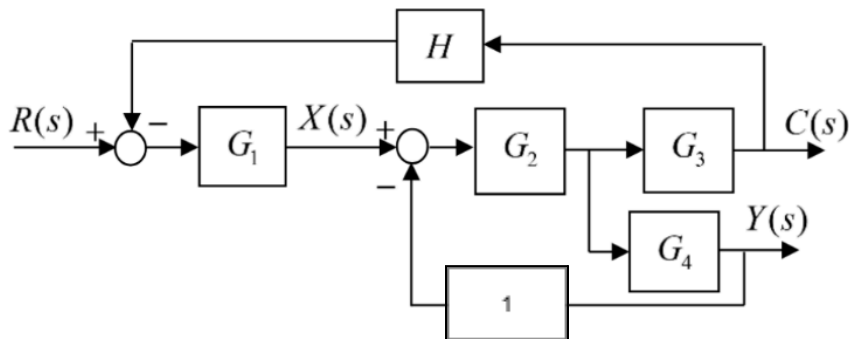 H
R(s) + − G₁ X(s) + − G₂ G₃ C(s)
G₄ Y(s)
1